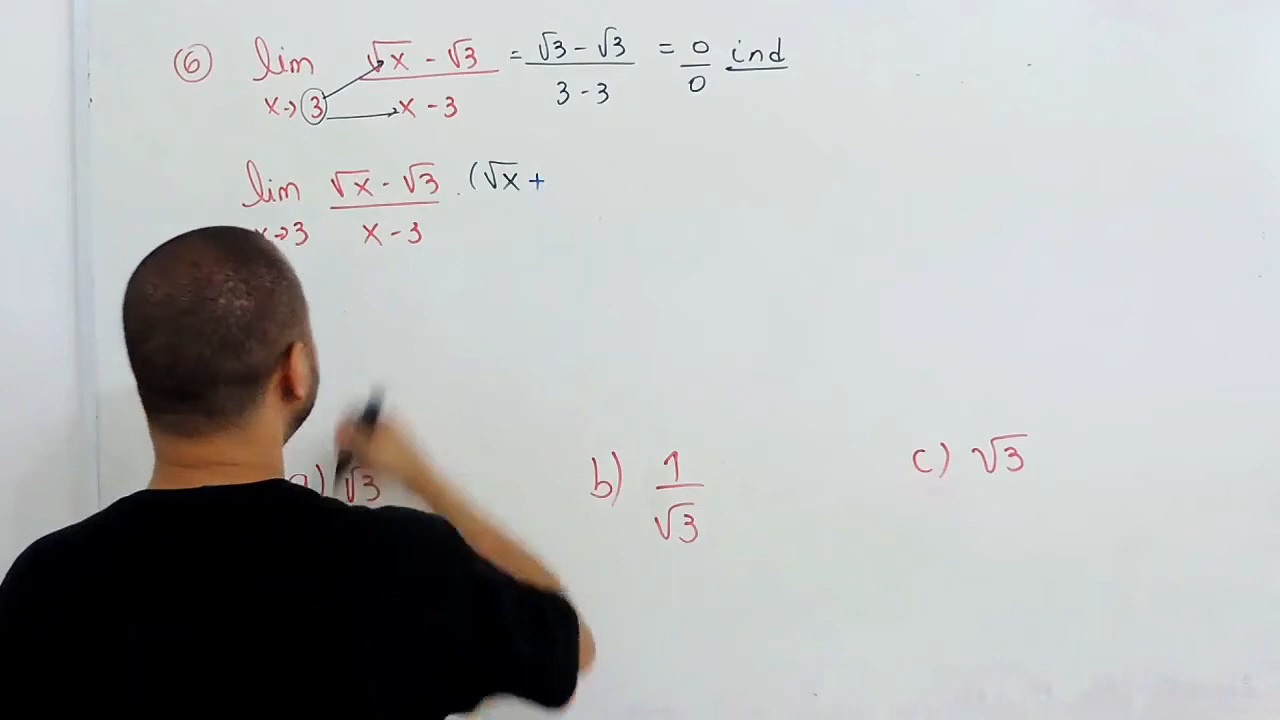 ⑥ lim x→3 (√x - √3)/(x - 3) = (√3 - √3)/(3 - 3) = 0/0 ind
lim x→3 (√x - √3)/(x - 3) . (√x +
a) √3
b) 1/√3
c) √3